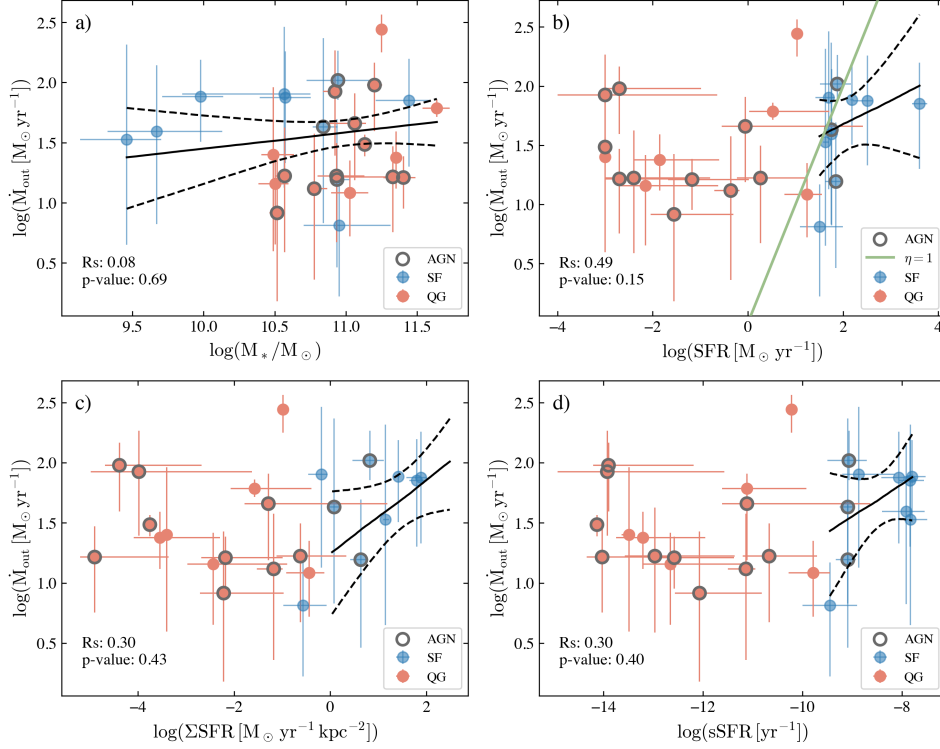 a)
2.5
2.0
1.5
1.0
0.5
log(Ṁout [M⊙ yr−1])
Rs: 0.08
p-value: 0.69
AGN
SF
QG
9.5 10.0 10.5 11.0 11.5
log(M*/M⊙)
b)
2.5
2.0
1.5
1.0
0.5
log(Ṁout [M⊙ yr−1])
Rs: 0.49
p-value: 0.15
AGN
η = 1
SF
QG
−4 −2 0 2 4
log(SFR [M⊙ yr−1])
c)
2.5
2.0
1.5
1.0
0.5
log(Ṁout [M⊙ yr−1])
Rs: 0.30
p-value: 0.43
AGN
SF
QG
−4 −2 0 2
log(ΣSFR [M⊙ yr−1 kpc−2])
d)
2.5
2.0
1.5
1.0
0.5
log(Ṁout [M⊙ yr−1])
Rs: 0.30
p-value: 0.40
AGN
SF
QG
−14 −12 −10 −8
log(sSFR [yr−1])